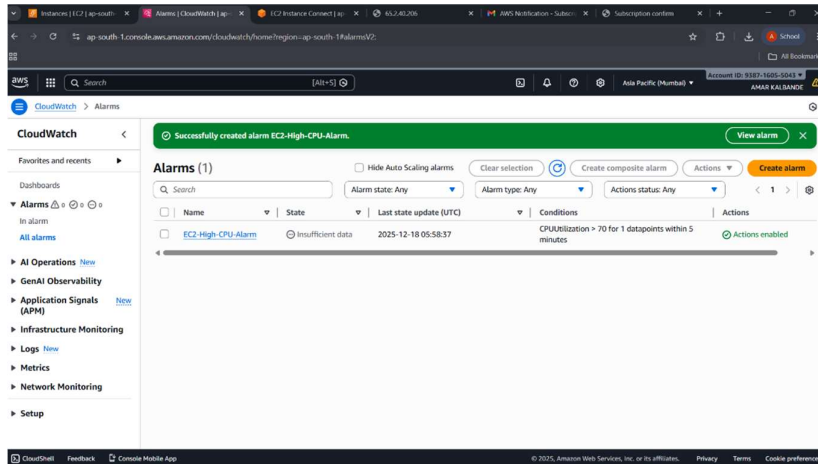 Instances | EC2 | ap-south-
Alarms | CloudWatch | ap-s
EC2 Instance Connect | ap-
65.2.40.206
AWS Notification - Subscri
Subscription confirm
ap-south-1.console.aws.amazon.com/cloudwatch/home?region=ap-south-1#alarmsV2:
School
All Bookmark
aws
Search
[Alt+S]
Asia Pacific (Mumbai)
Account ID: 9387-1605-5043
AMAR KALBANDE
CloudWatch > Alarms
CloudWatch
Successfully created alarm EC2-High-CPU-Alarm.
View alarm
Favorites and recents
Dashboards
Alarms 0 0 0
In alarm
All alarms
AI Operations New
GenAI Observability
Application Signals (APM) New
Infrastructure Monitoring
Logs New
Metrics
Network Monitoring
Setup
Alarms (1)
Hide Auto Scaling alarms
Clear selection
Create composite alarm
Actions
Create alarm
Search
Alarm state: Any
Alarm type: Any
Actions status: Any
1
Name
State
Last state update (UTC)
Conditions
Actions
EC2-High-CPU-Alarm
Insufficient data
2025-12-18 05:58:37
CPUUtilization > 70 for 1 datapoints within 5
minutes
Actions enabled
CloudShell Feedback Console Mobile App
© 2025, Amazon Web Services, Inc. or its affiliates. Privacy Terms Cookie preference